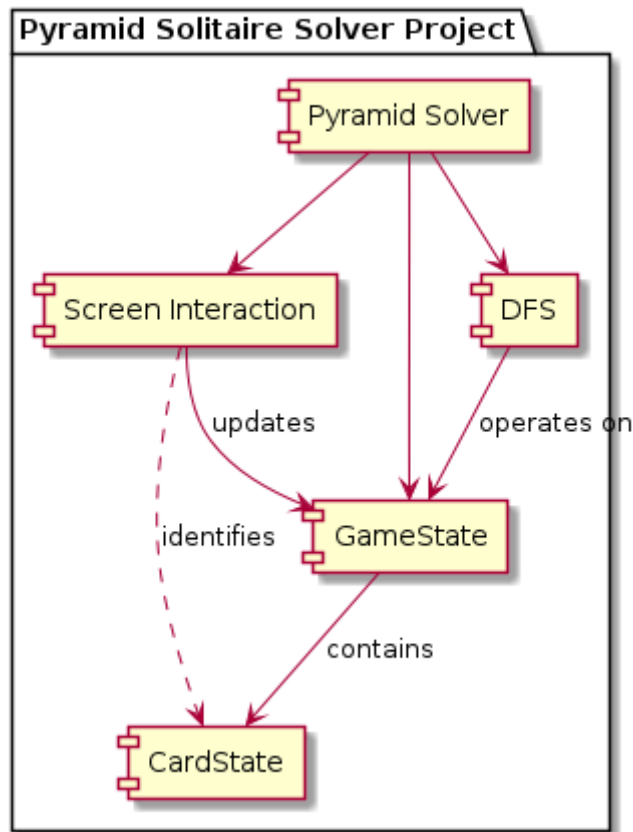 Pyramid Solitaire Solver Project
Pyramid Solver
Screen Interaction
DFS
updates
operates on
identifies
GameState
contains
CardState